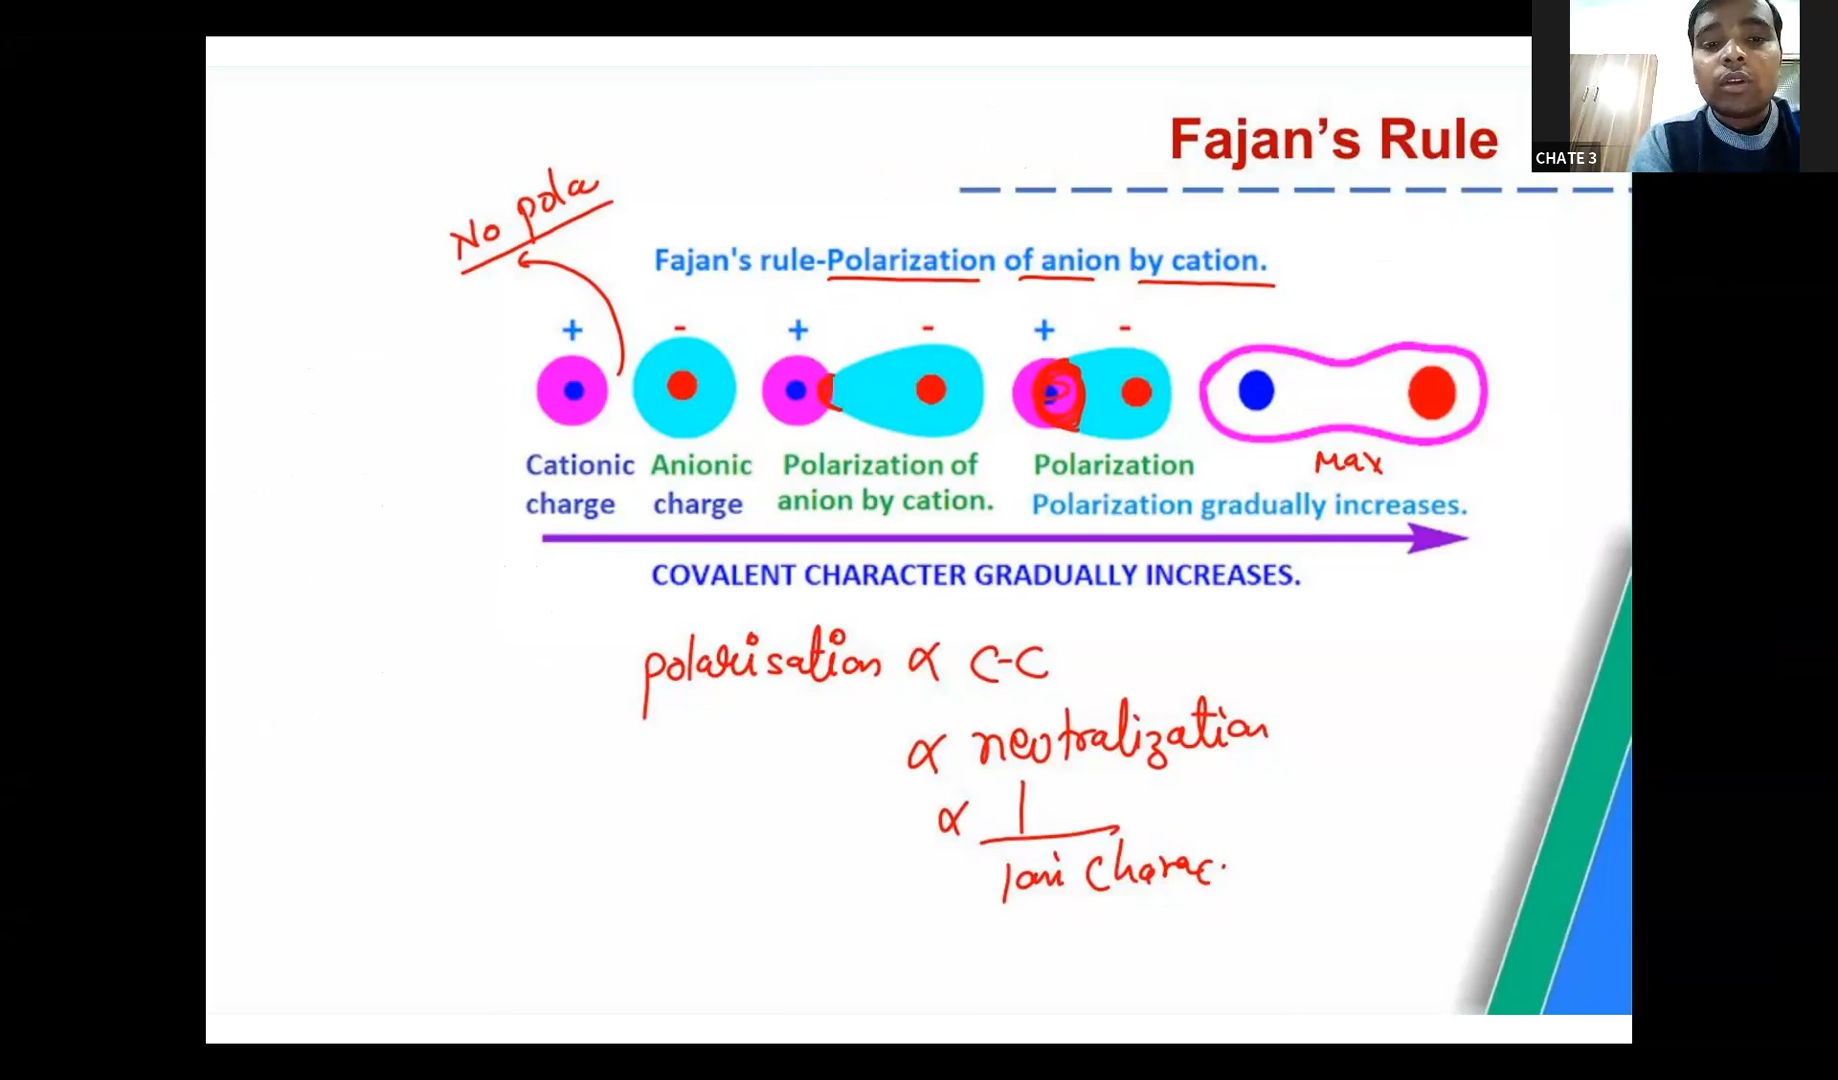 CHATE 3
Fajan's Rule
No pola
Fajan's rule-Polarization of anion by cation.
+ - + - + -
Cationic charge
Anionic charge
Polarization of anion by cation.
Polarization
Max
Polarization gradually increases.
COVALENT CHARACTER GRADUALLY INCREASES.
polarisation ∝ C-C
∝ neutralization
∝ 1
Ioni Charac.